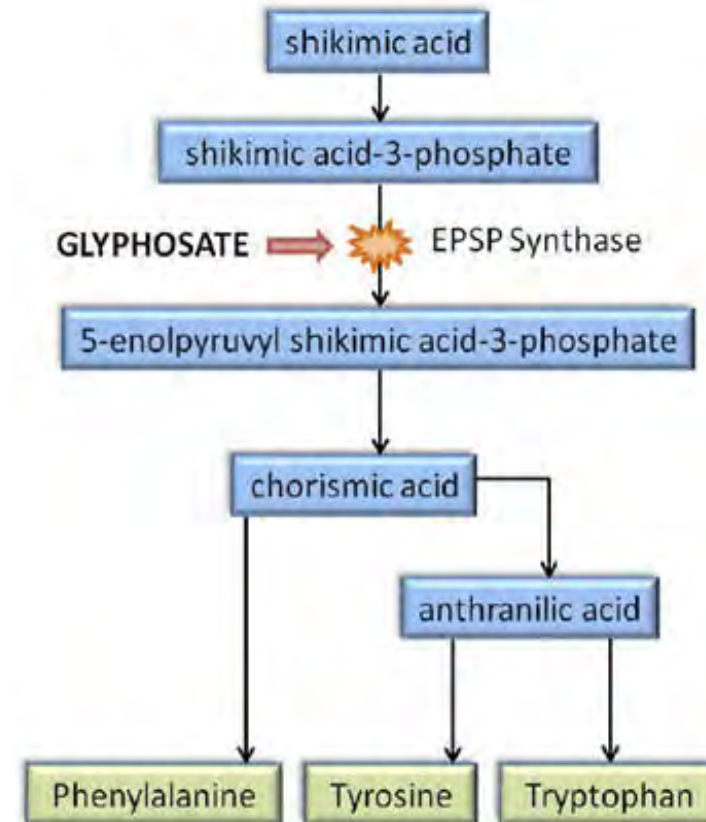 shikimic acid
shikimic acid-3-phosphate
GLYPHOSATE EPSP Synthase
5-enolpyruvyl shikimic acid-3-phosphate
chorismic acid
anthranilic acid
Phenylalanine Tyrosine Tryptophan